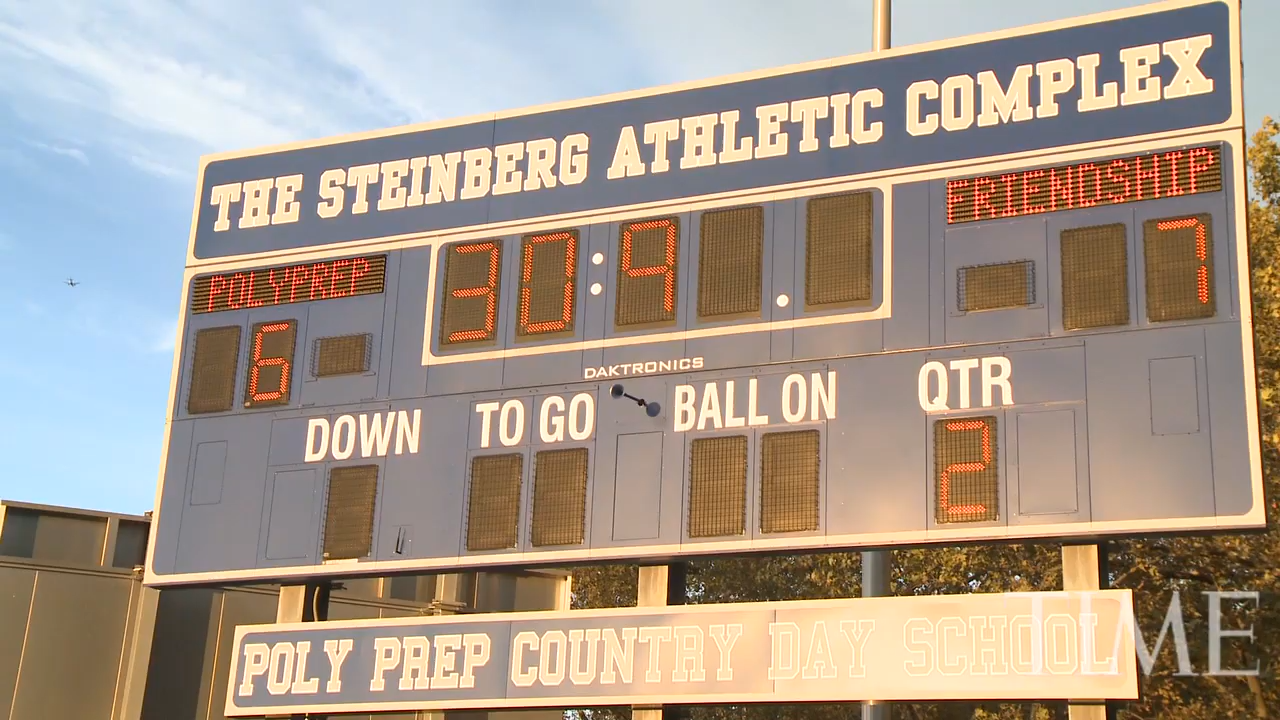 THE STEINBERG ATHLETIC COMPLEX
POLYPREP 30:9 FRIENDSHIP
6 7
DAKTRONICS
DOWN TO GO BALL ON QTR
2
POLY PREP COUNTRY DAY SCHOOL
TIME